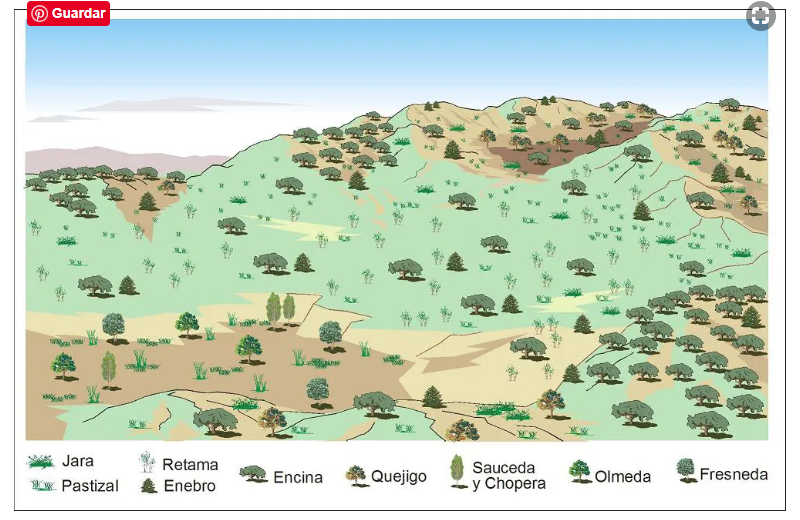 Guardar
Jara
Retama
Encina
Quejigo
Sauceda
y Chopera
Olmeda
Fresneda
Pastizal
Enebro